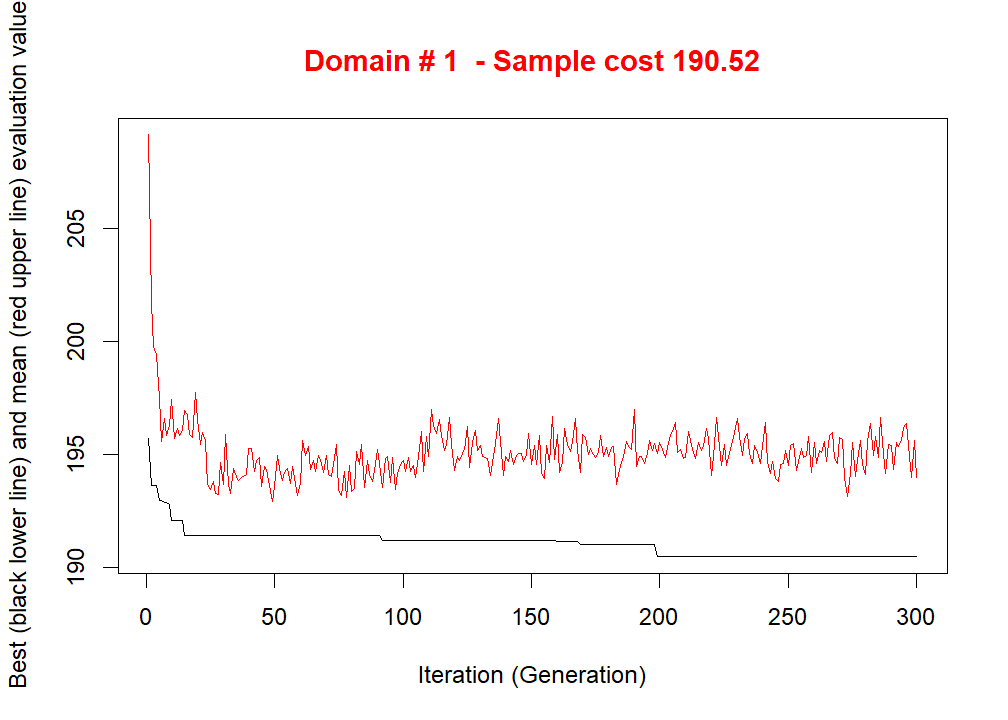 Domain # 1  - Sample cost 190.52
Best (black lower line) and mean (red upper line) evaluation value
205
200
195
190
0 50 100 150 200 250 300
Iteration (Generation)